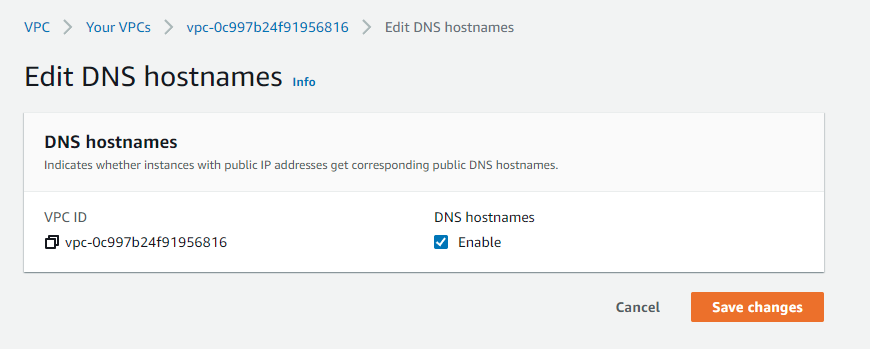 VPC > Your VPCs > vpc-0c997b24f91956816 > Edit DNS hostnames
Edit DNS hostnames Info
DNS hostnames
Indicates whether instances with public IP addresses get corresponding public DNS hostnames.
VPC ID DNS hostnames
vpc-0c997b24f91956816 Enable
Cancel Save changes